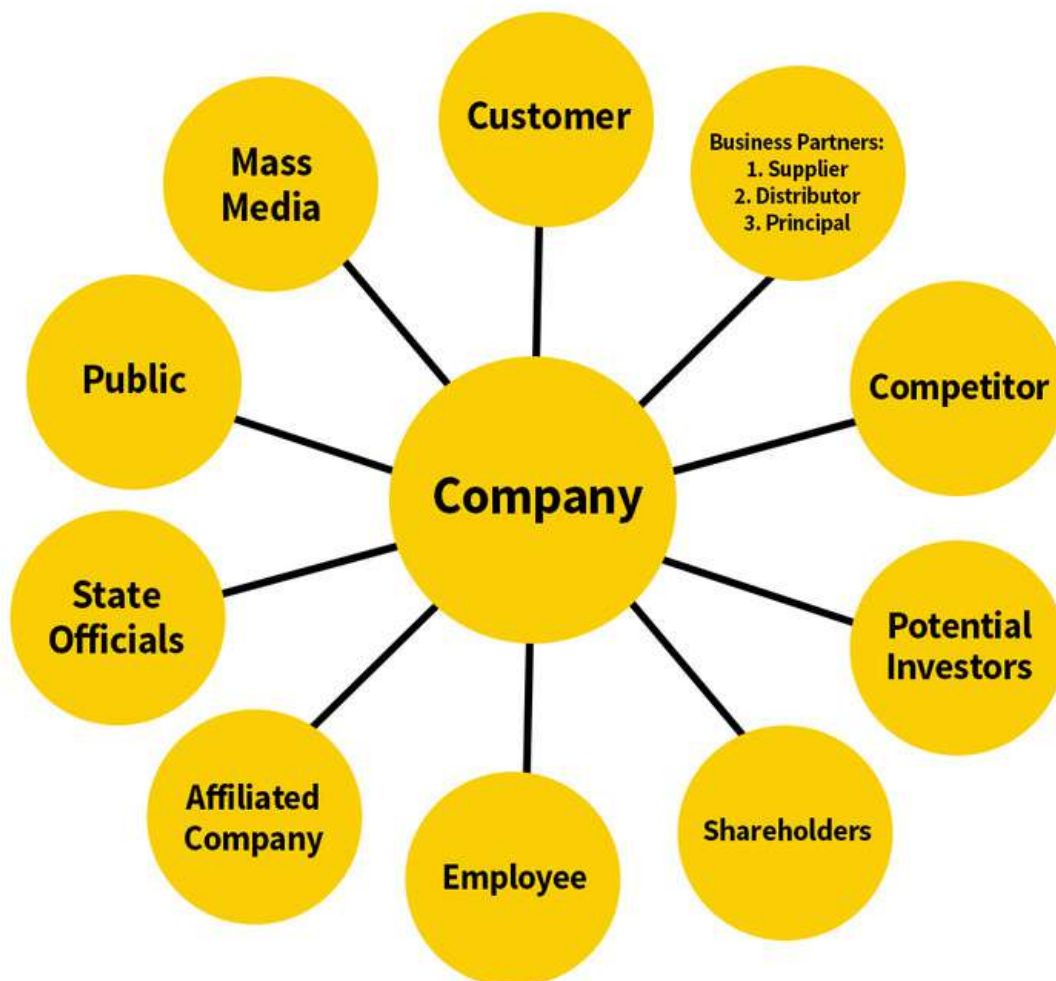 Customer
Business Partners:
1. Supplier
2. Distributor
3. Principal
Mass
Media
Public
Competitor
Company
State
Officials
Potential
Investors
Affiliated
Company
Employee
Shareholders